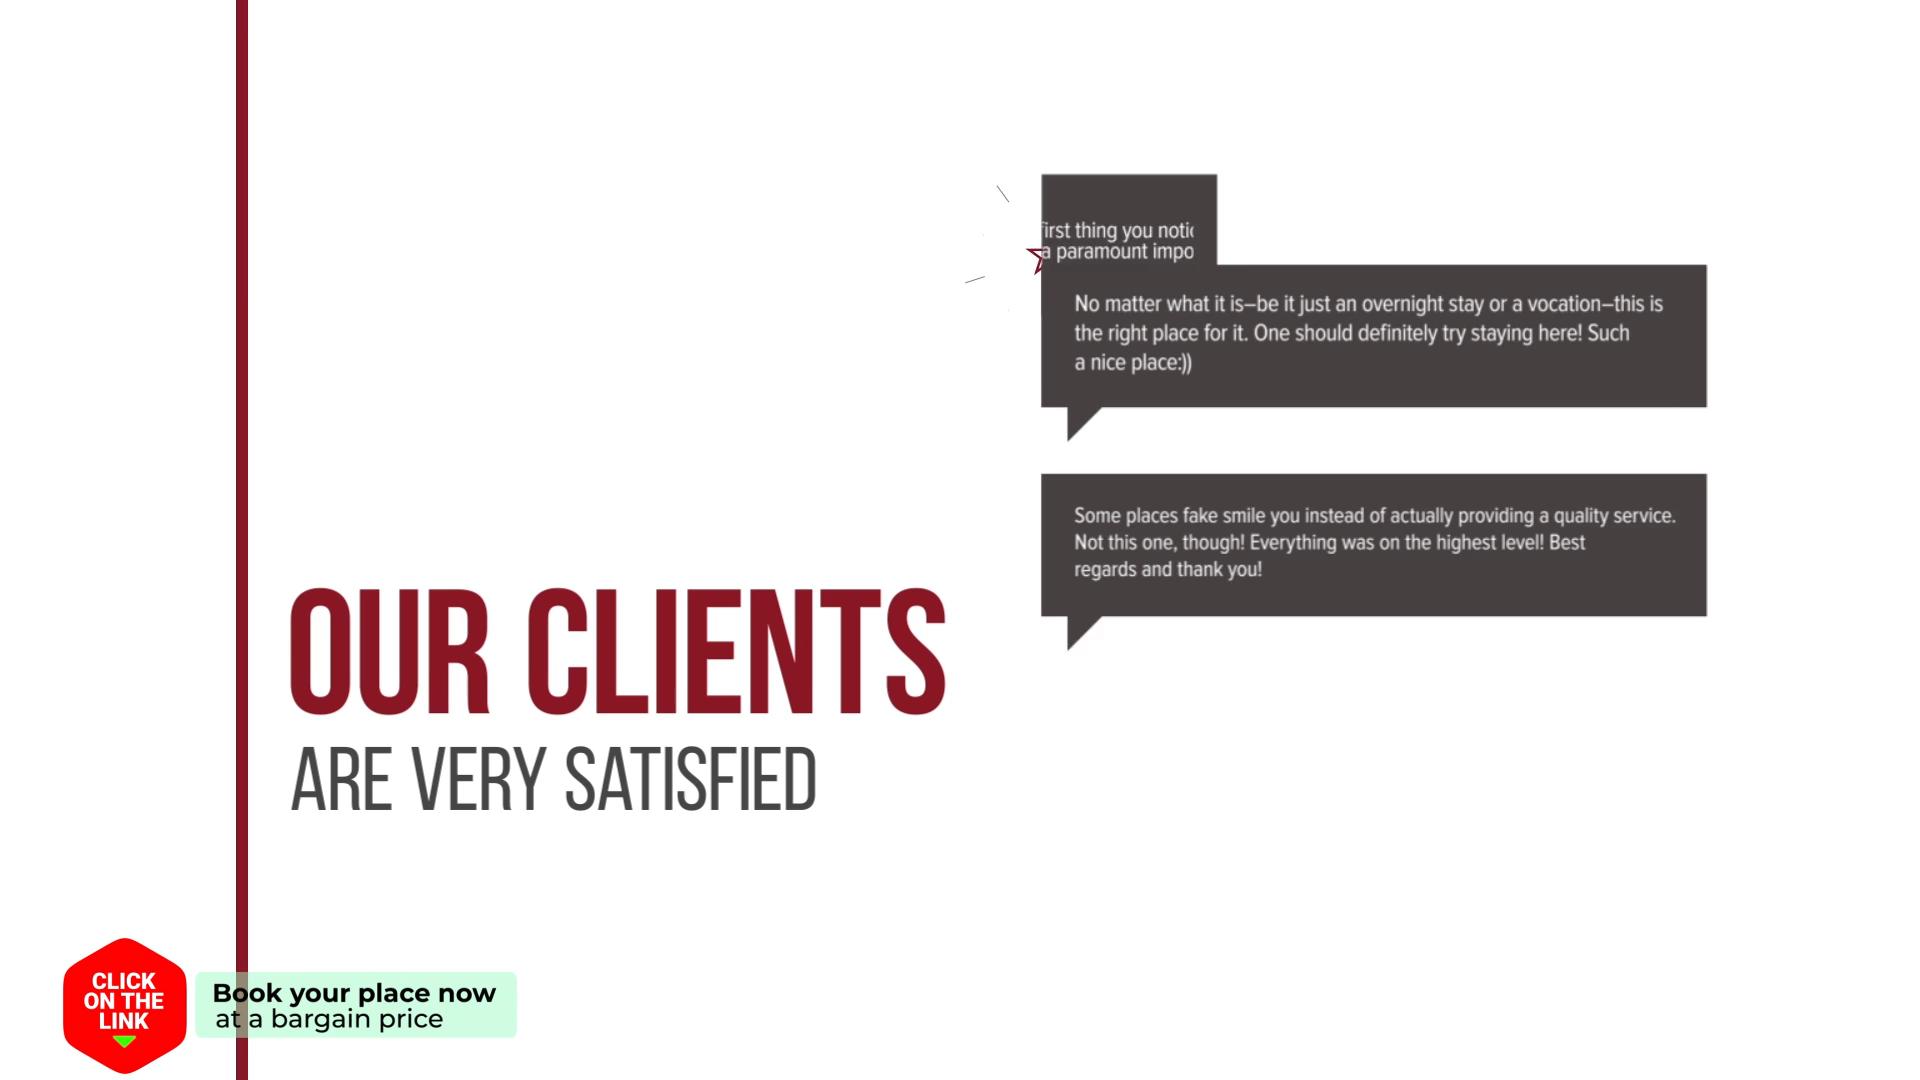 first thing you notic
a paramount impo
No matter what it is—be it just an overnight stay or a vocation—this is
the right place for it. One should definitely try staying here! Such
a nice place:))
Some places fake smile you instead of actually providing a quality service.
Not this one, though! Everything was on the highest level! Best
regards and thank you!
OUR CLIENTS
ARE VERY SATISFIED
CLICK
ON THE
LINK
Book your place now
at a bargain price